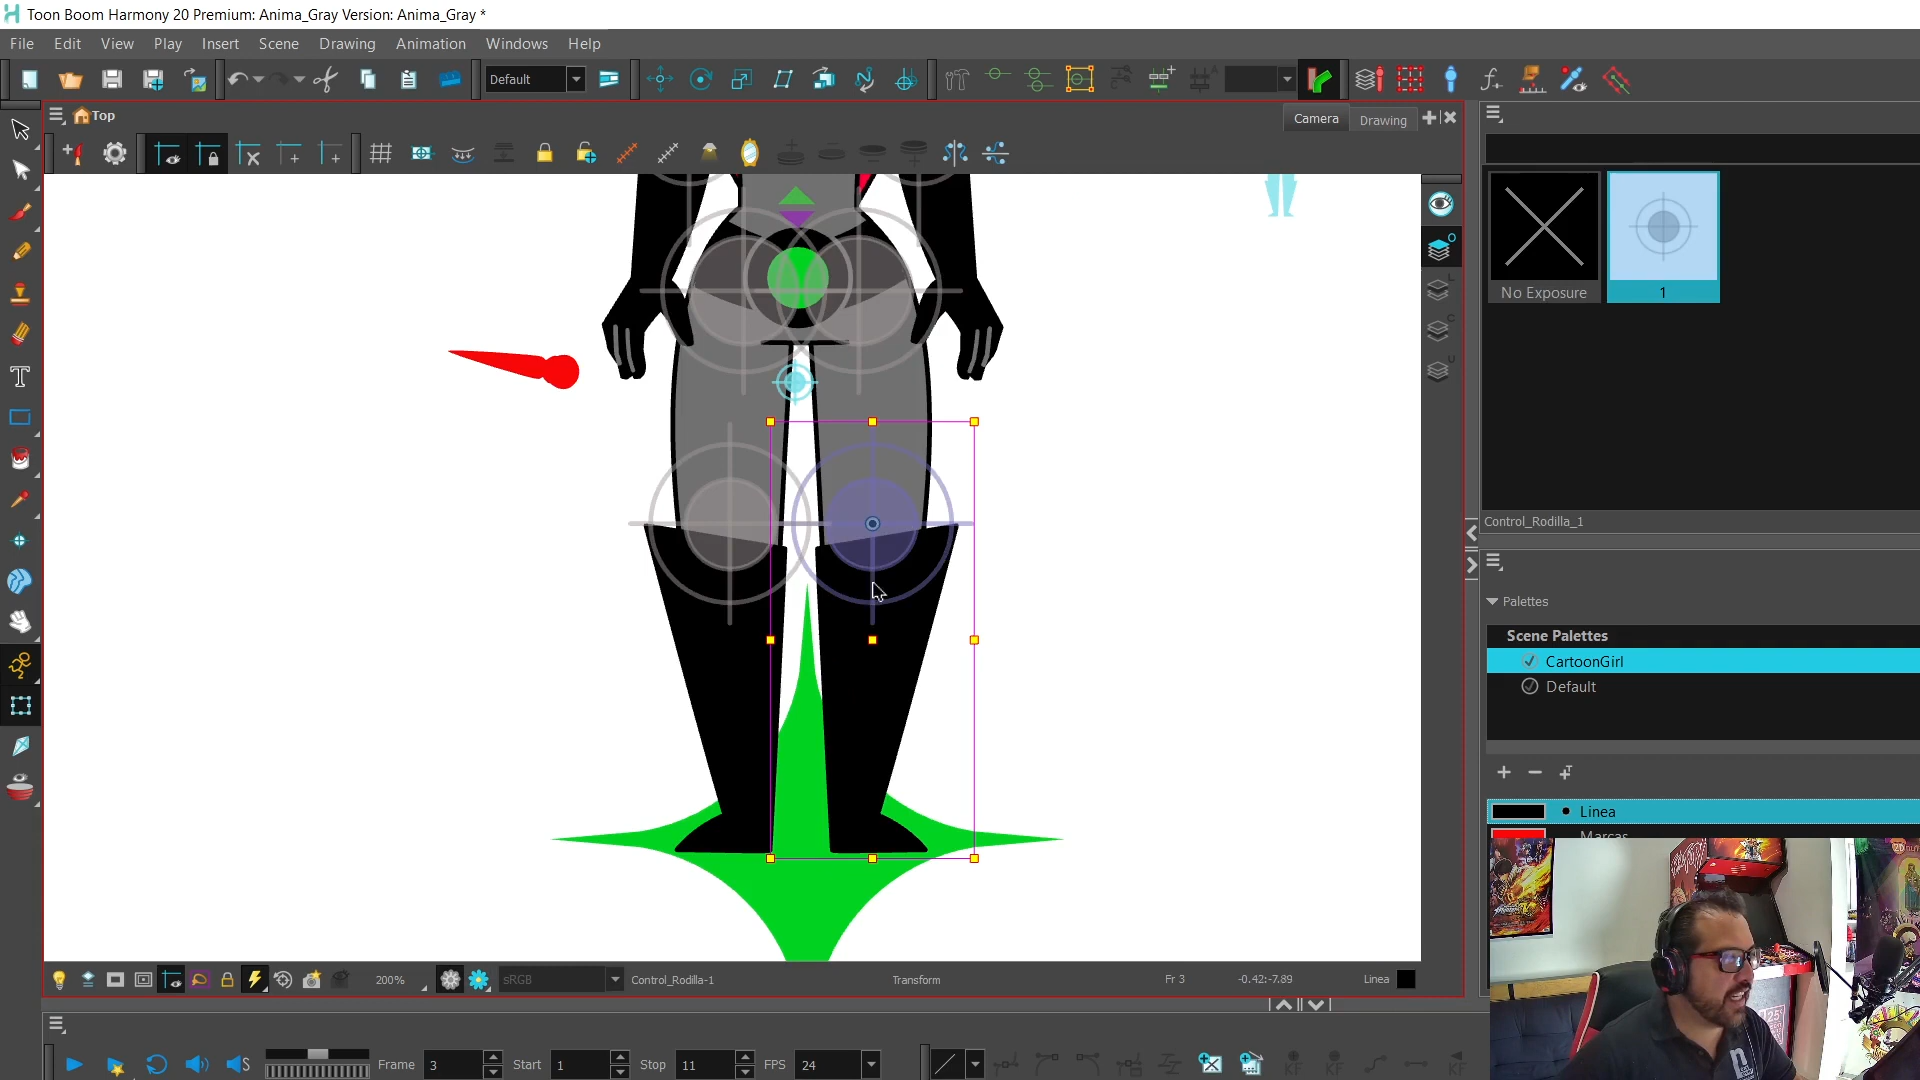 Toon Boom Harmony 20 Premium: Anima_Gray Version: Anima_Gray *
File Edit View Play Insert Scene Drawing Animation Windows Help
Default
Top
Camera Drawing
No Exposure
1
Control_Rodilla_1
Palettes
Scene Palettes
CartoonGirl
Default
Linea
Marcas
200%
sRGB
Control_Rodilla-1
Transform
Fr 3
-0.42:-7.89
Linea
Frame 3 Start 1 Stop 11 FPS 24